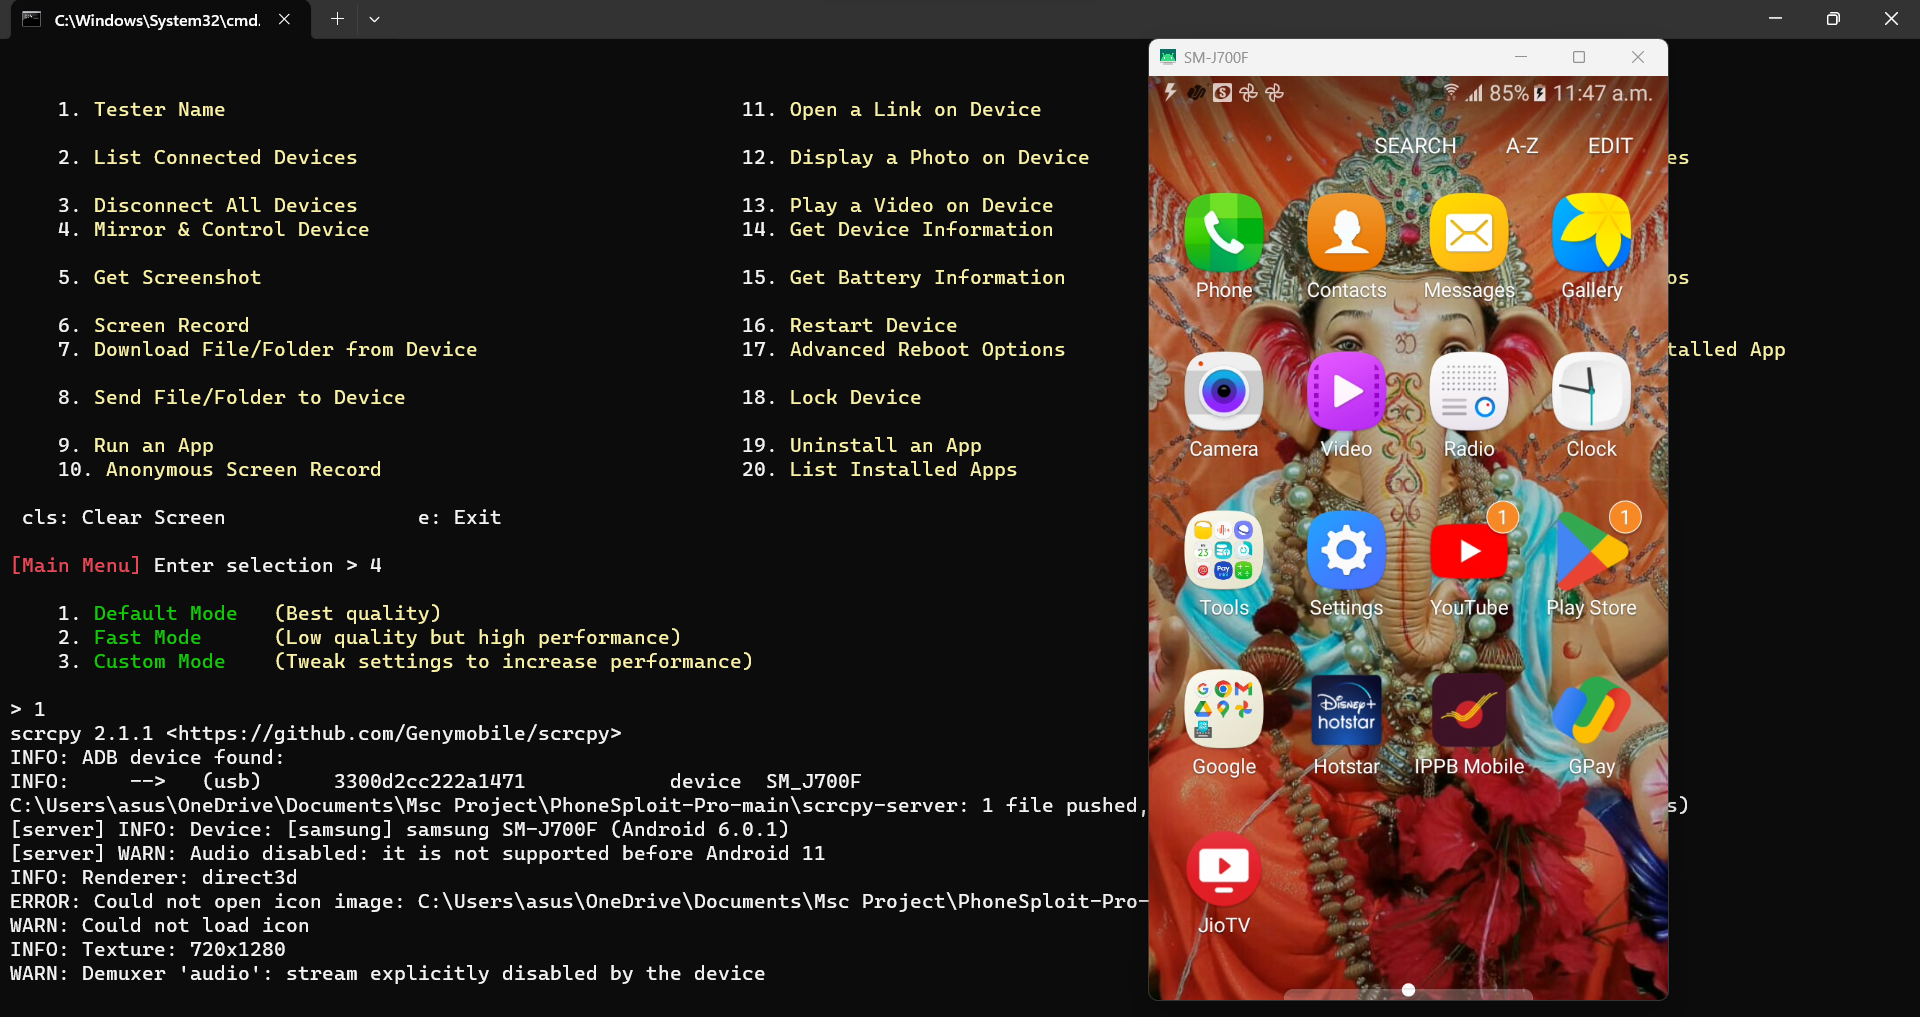 C:\Windows\System32\cmd.
SM-J700F
85% 11:47 a.m.
SEARCH A-Z EDIT
1. Tester Name
11. Open a Link on Device
2. List Connected Devices
12. Display a Photo on Device
es
3. Disconnect All Devices
13. Play a Video on Device
4. Mirror & Control Device
14. Get Device Information
5. Get Screenshot
15. Get Battery Information
os
6. Screen Record
16. Restart Device
7. Download File/Folder from Device
17. Advanced Reboot Options
talled App
8. Send File/Folder to Device
18. Lock Device
9. Run an App
19. Uninstall an App
10. Anonymous Screen Record
20. List Installed Apps
cls: Clear Screen e: Exit
[Main Menu] Enter selection > 4
1. Default Mode (Best quality)
2. Fast Mode (Low quality but high performance)
3. Custom Mode (Tweak settings to increase performance)
> 1
scrcpy 2.1.1 <https://github.com/Genymobile/scrcpy>
INFO: ADB device found:
INFO: --> (usb) 3300d2cc222a1471 device SM_J700F
C:\Users\asus\OneDrive\Documents\Msc Project\PhoneSploit-Pro-main\scrcpy-server: 1 file pushed, s)
[server] INFO: Device: [samsung] samsung SM-J700F (Android 6.0.1)
[server] WARN: Audio disabled: it is not supported before Android 11
INFO: Renderer: direct3d
ERROR: Could not open icon image: C:\Users\asus\OneDrive\Documents\Msc Project\PhoneSploit-Pro-
WARN: Could not load icon
INFO: Texture: 720x1280
WARN: Demuxer 'audio': stream explicitly disabled by the device
Phone Contacts Messages Gallery
Camera Video Radio Clock
1 1
23
Pay
Tools Settings YouTube Play Store
Disney+
hotstar
Google Hotstar IPPB Mobile GPay
JioTV